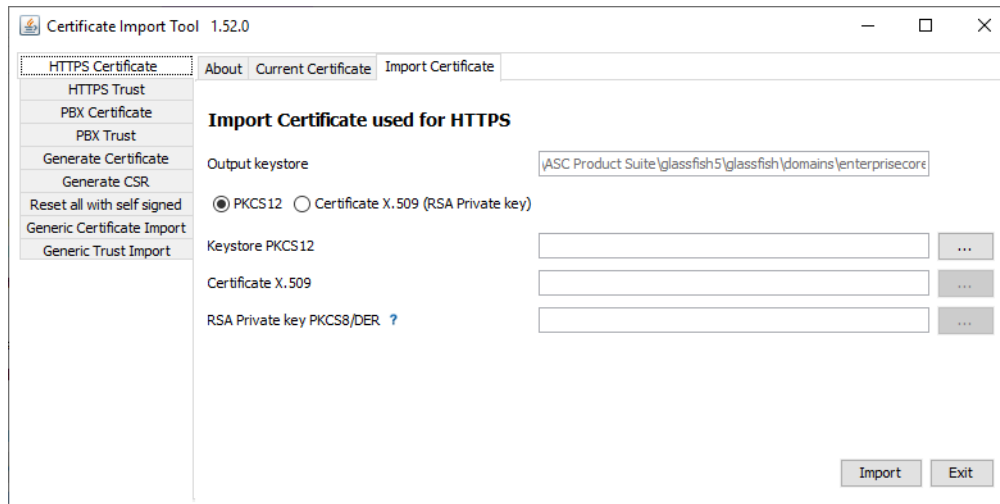 Certificate Import Tool 1.52.0
HTTPS Certificate
HTTPS Trust
PBX Certificate
PBX Trust
Generate Certificate
Generate CSR
Reset all with self signed
Generic Certificate Import
Generic Trust Import
About Current Certificate Import Certificate
Import Certificate used for HTTPS
Output keystore \ASC Product Suite\glassfish5\glassfish\domains\enterprisecore
PKCS12 Certificate X.509 (RSA Private key)
Keystore PKCS12 ...
Certificate X.509 ...
RSA Private key PKCS8/DER ? ...
Import Exit